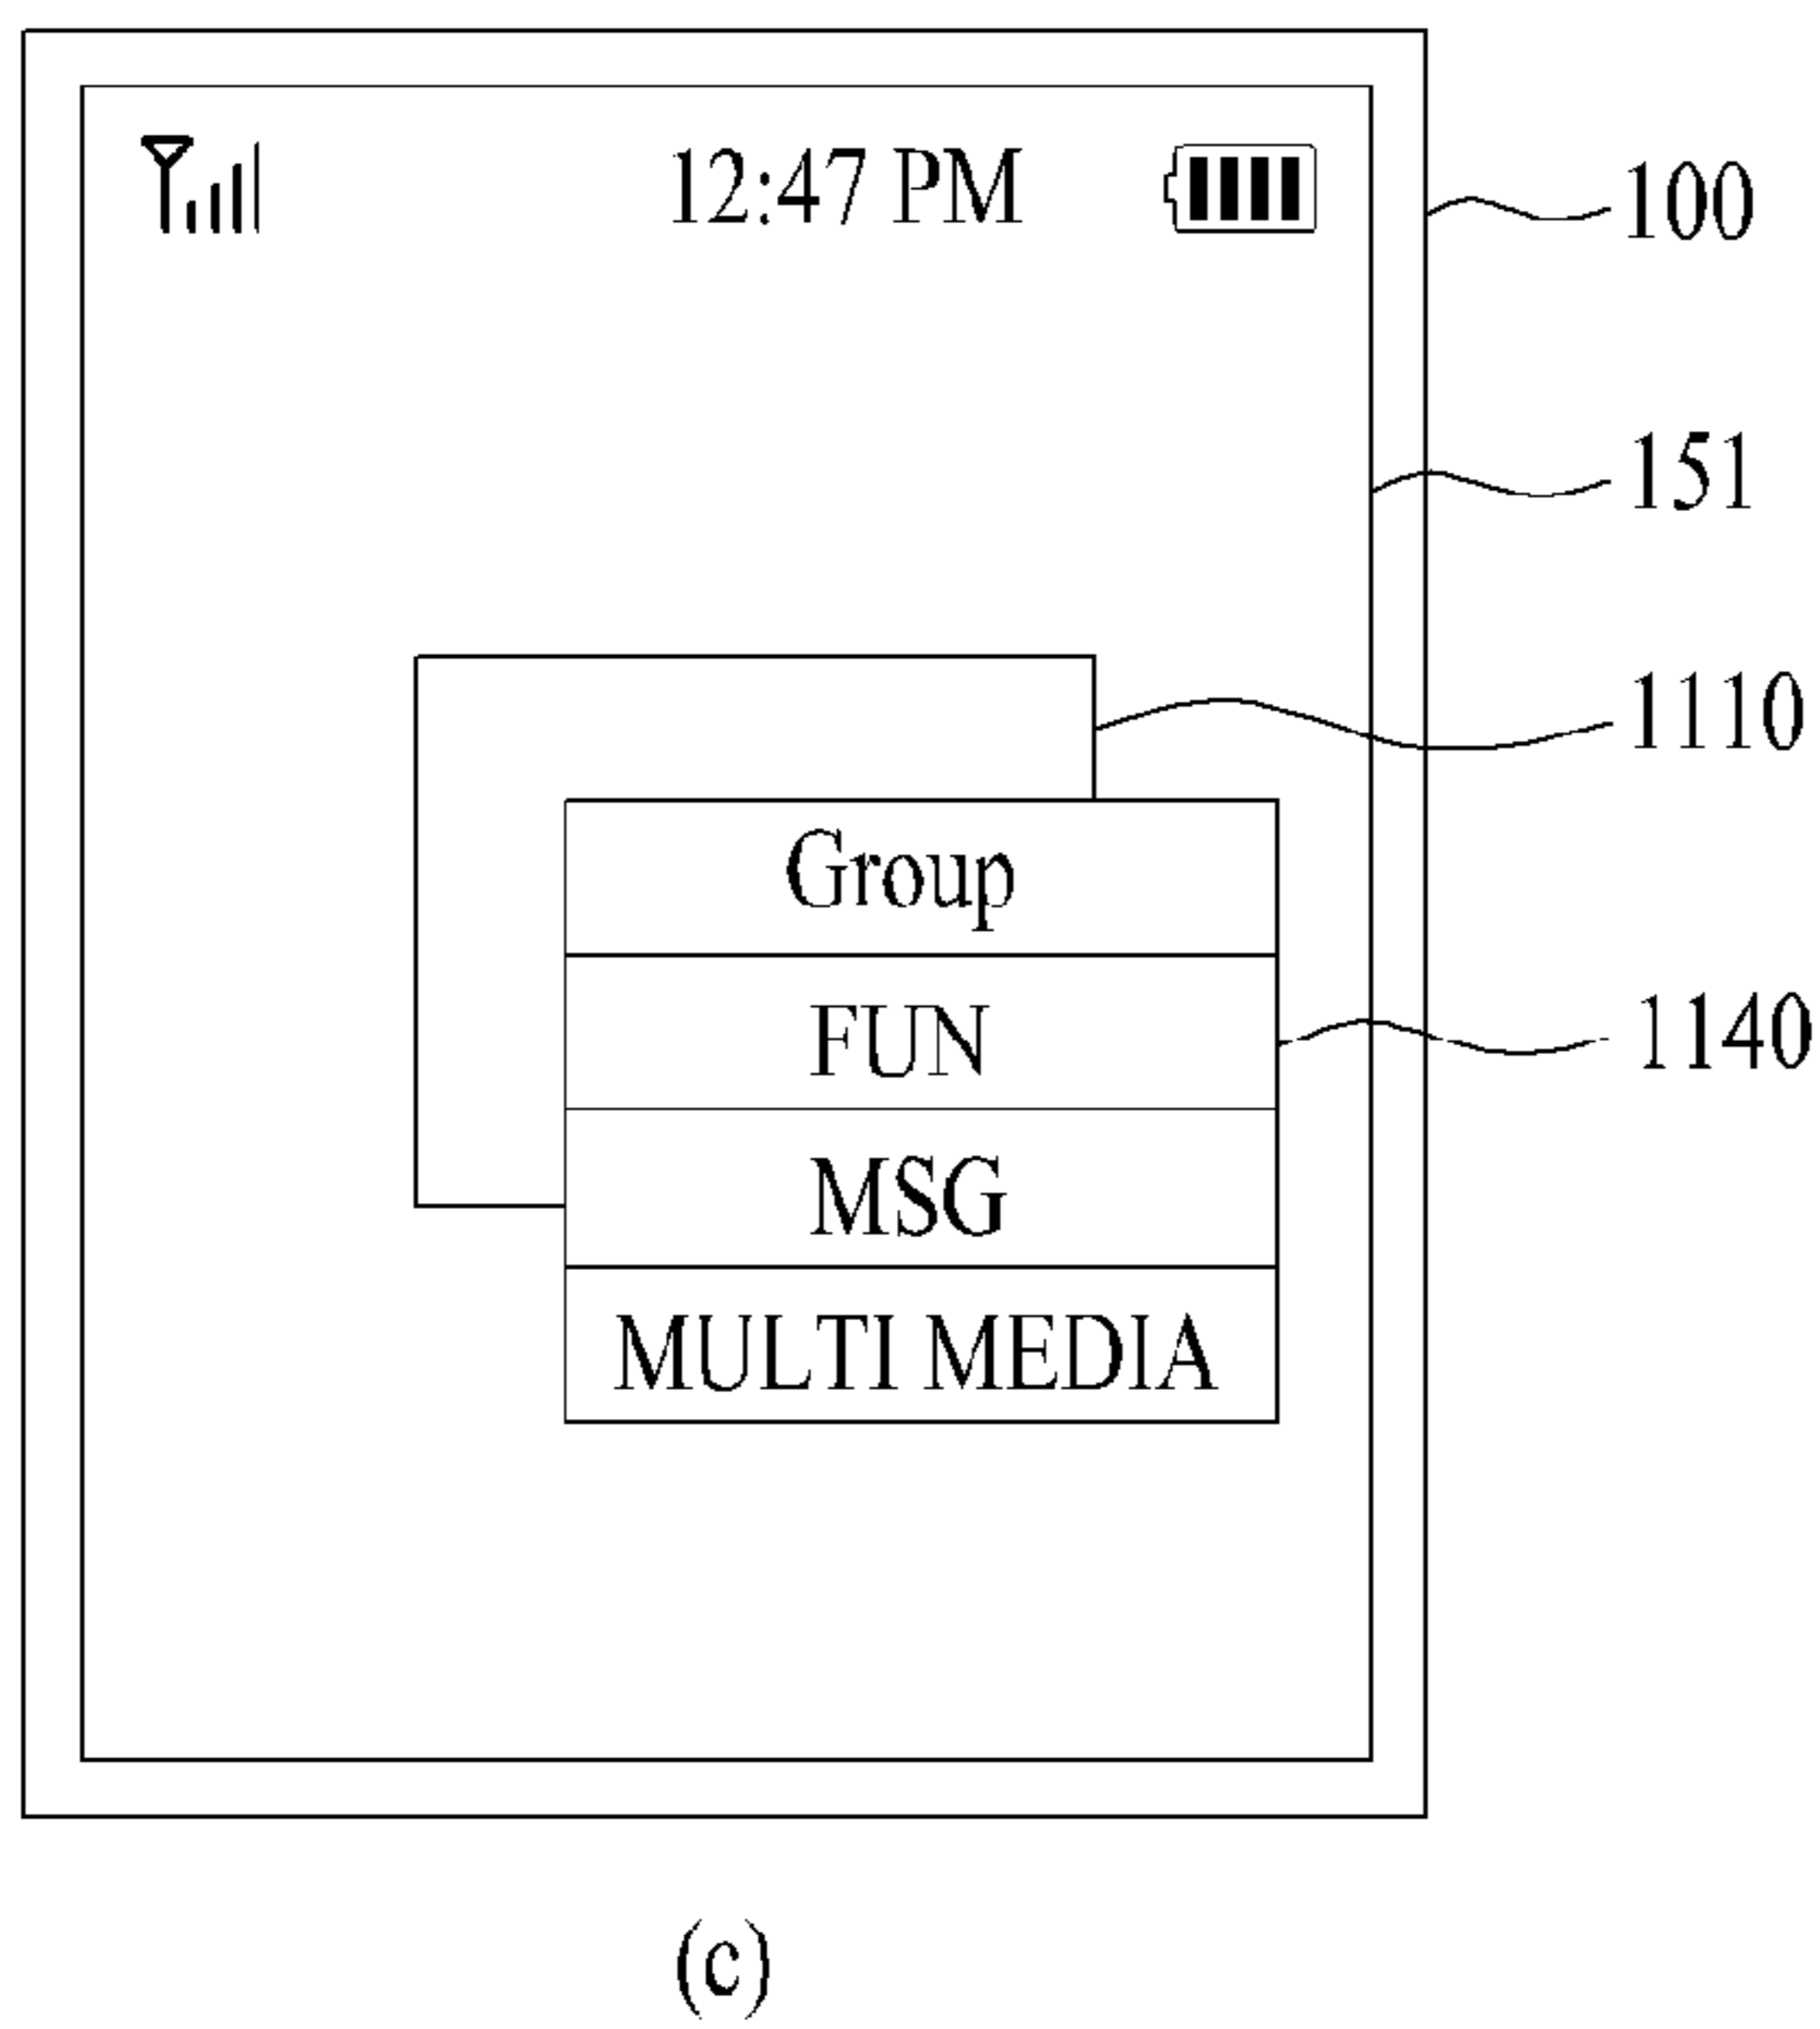 12:47 PM
100
151
1110
Group
FUN
1140
MSG
MULTI MEDIA
(c)